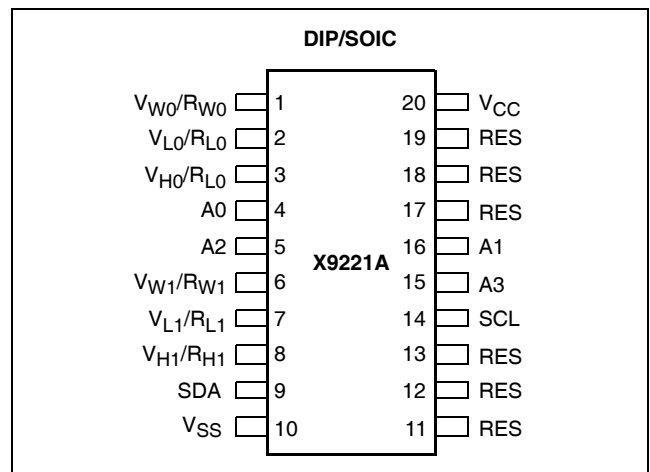 DIP/SOIC
VW0/RW0 1 20 VCC
VL0/RL0 2 19 RES
VH0/RL0 3 18 RES
A0 4 17 RES
A2 5 16 A1
X9221A
VW1/RW1 6 15 A3
VL1/RL1 7 14 SCL
VH1/RH1 8 13 RES
SDA 9 12 RES
VSS 10 11 RES